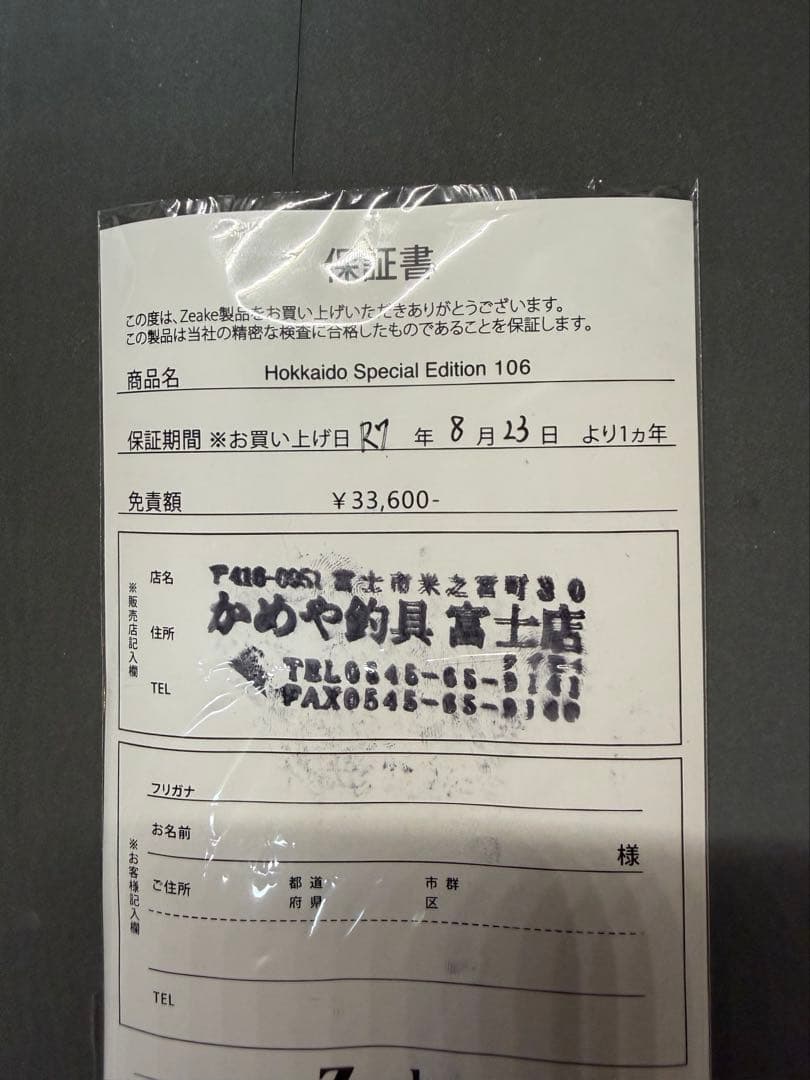 保証書
この度は、Zeake製品をお買い上げいただきありがとうございます。
この製品は当社の精密な検査に合格したものであることを保証します。
商品名 Hokkaido Special Edition 106
保証期間 ※お買い上げ日 R7 年 8 月 23 日 より1ヵ年
免責額 ¥33,600-
※販売店記入欄
店名
住所
TEL
富士市米之宮町30
かめや釣具 富士店
TEL0545-65-
FAX0545-65-
※お客様記入欄
フリガナ
お名前 様
ご住所 都道府県 市群区
TEL